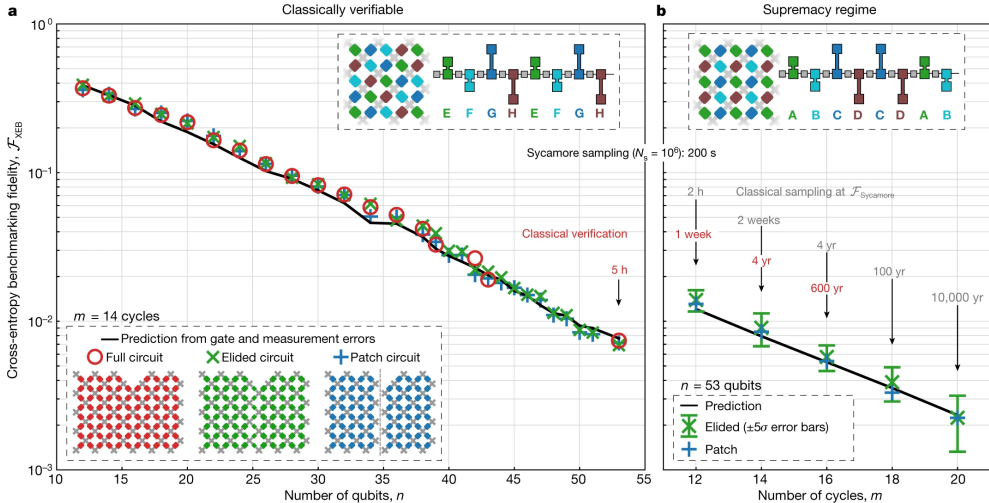 a
Classically verifiable
b
Supremacy regime
10⁰
10⁻¹
10⁻²
10⁻³
Cross-entropy benchmarking fidelity, ℱXEB
E F G H E F G H
A B C D C D A B
Sycamore sampling (Nₛ = 10⁶): 200 s
Classical sampling at ℱSycamore
Classical verification
5 h
2 h
1 week
2 weeks
4 yr
4 yr
600 yr
100 yr
10,000 yr
m = 14 cycles
Prediction from gate and measurement errors
Full circuit
Elided circuit
Patch circuit
n = 53 qubits
Prediction
Elided (±5σ error bars)
Patch
10 15 20 25 30 35 40 45 50 55
Number of qubits, n
12 14 16 18 20
Number of cycles, m